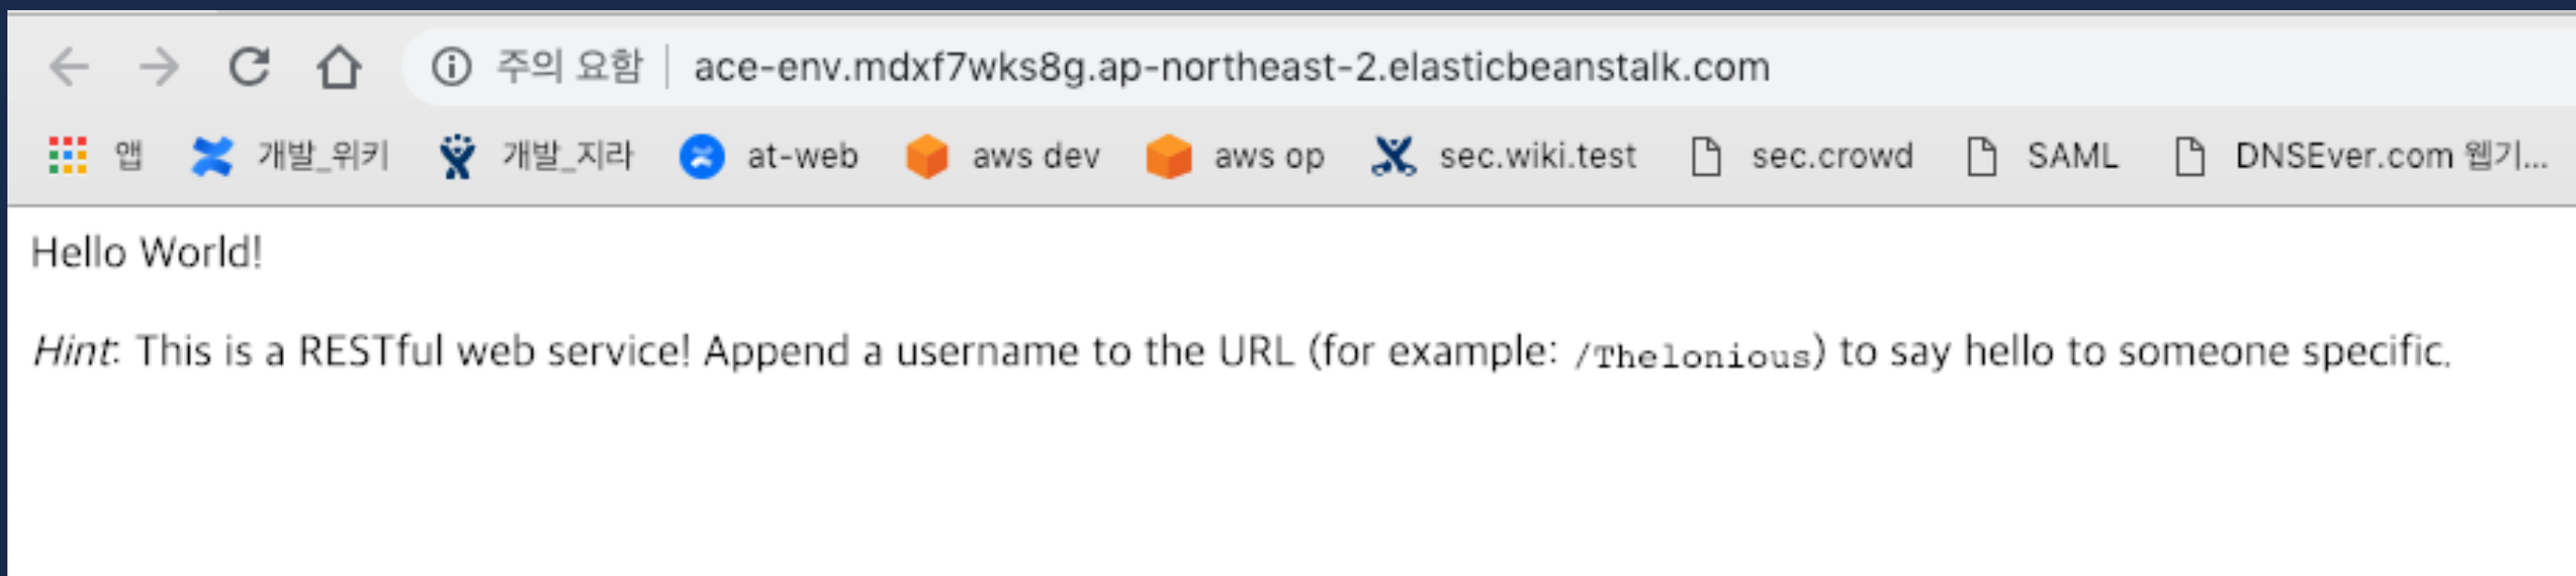 주의 요함 ace-env.mdxf7wks8g.ap-northeast-2.elasticbeanstalk.com
앱 개발_위키 개발_지라 at-web aws dev aws op sec.wiki.test sec.crowd SAML DNSEver.com 웹기...
Hello World!
Hint: This is a RESTful web service! Append a username to the URL (for example: /Thelonious) to say hello to someone specific.